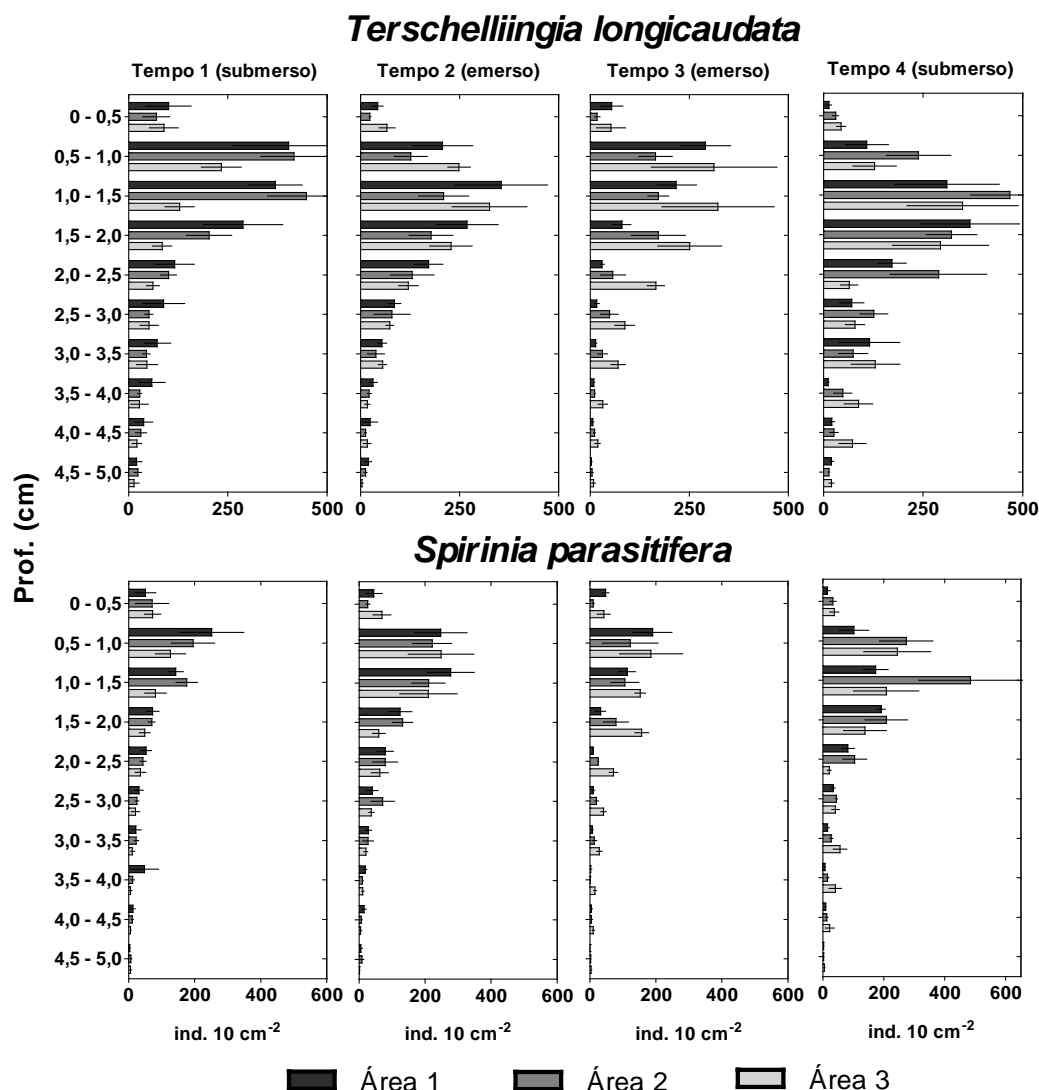 Terschelliingia longicaudata
Tempo 1 (submerso) Tempo 2 (emerso) Tempo 3 (emerso) Tempo 4 (submerso)
0 - 0,5
0,5 - 1,0
1,0 - 1,5
1,5 - 2,0
2,0 - 2,5
2,5 - 3,0
3,0 - 3,5
3,5 - 4,0
4,0 - 4,5
4,5 - 5,0
0 250 500 0 250 500 0 250 500 0 250 500
Prof. (cm)
Spirinia parasitifera
0 - 0,5
0,5 - 1,0
1,0 - 1,5
1,5 - 2,0
2,0 - 2,5
2,5 - 3,0
3,0 - 3,5
3,5 - 4,0
4,0 - 4,5
4,5 - 5,0
0 200 400 600 0 200 400 600 0 200 400 600 0 200 400 600
ind. 10 cm⁻² ind. 10 cm⁻² ind. 10 cm⁻² ind. 10 cm⁻²
Área 1 Área 2 Área 3